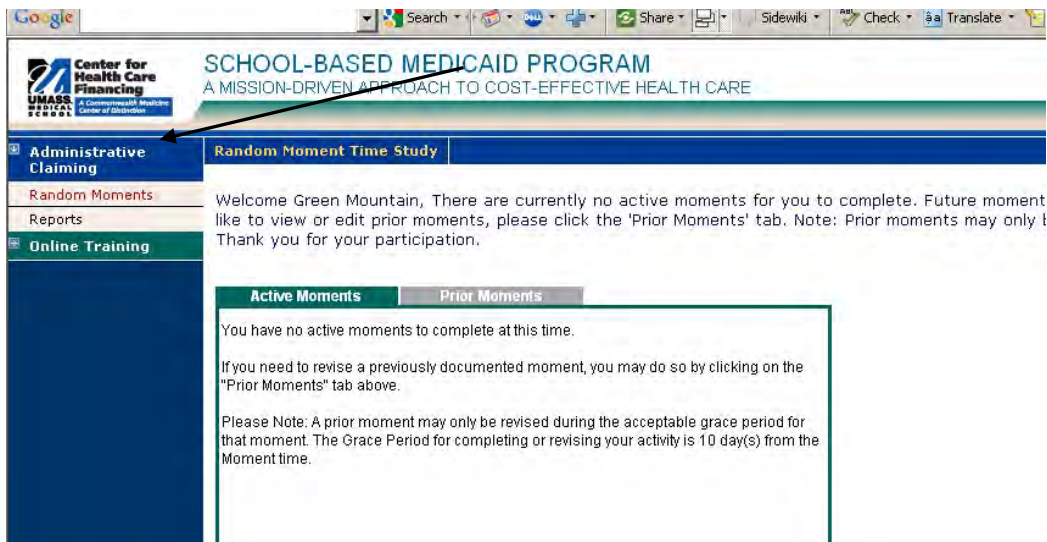 Google Search Share Sidewiki Check Translate
Center for
Health Care
Financing
UMASS
MEDICAL
SCHOOL
A Commonwealth Medicine
Center of Distinction
SCHOOL-BASED MEDICAID PROGRAM
A MISSION-DRIVEN APPROACH TO COST-EFFECTIVE HEALTH CARE
Administrative
Claiming
Random Moments
Reports
Online Training
Random Moment Time Study
Welcome Green Mountain, There are currently no active moments for you to complete. Future moment
like to view or edit prior moments, please click the 'Prior Moments' tab. Note: Prior moments may only
Thank you for your participation.
Active Moments Prior Moments
You have no active moments to complete at this time.
If you need to revise a previously documented moment, you may do so by clicking on the
"Prior Moments" tab above.
Please Note: A prior moment may only be revised during the acceptable grace period for
that moment. The Grace Period for completing or revising your activity is 10 day(s) from the
Moment time.